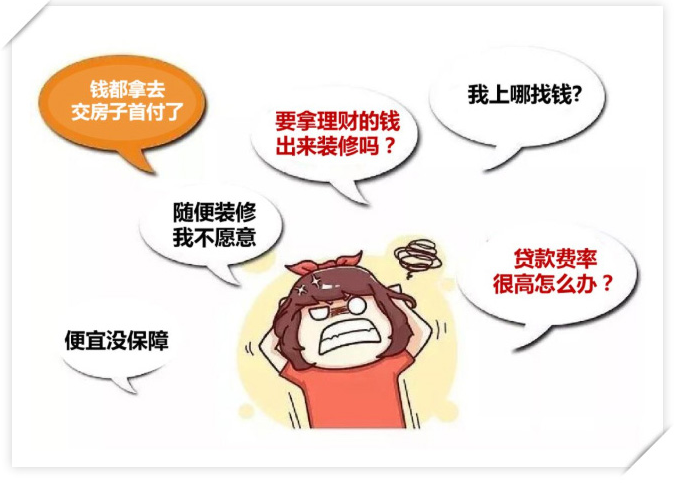 钱都拿去
交房子首付了
要拿理财的钱
出来装修吗？
我上哪找钱?
随便装修
我不愿意
贷款费率
很高怎么办？
便宜没保障